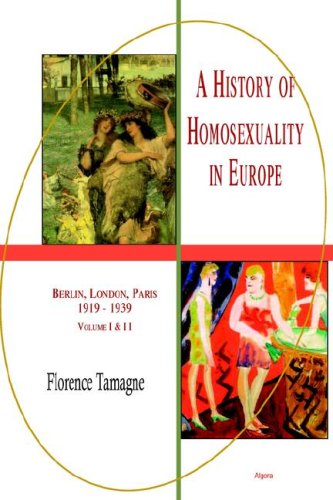 A HISTORY OF
HOMOSEXUALITY
IN EUROPE
BERLIN, LONDON, PARIS
1919 - 1939
VOLUME I & II
Florence Tamagne
Algora